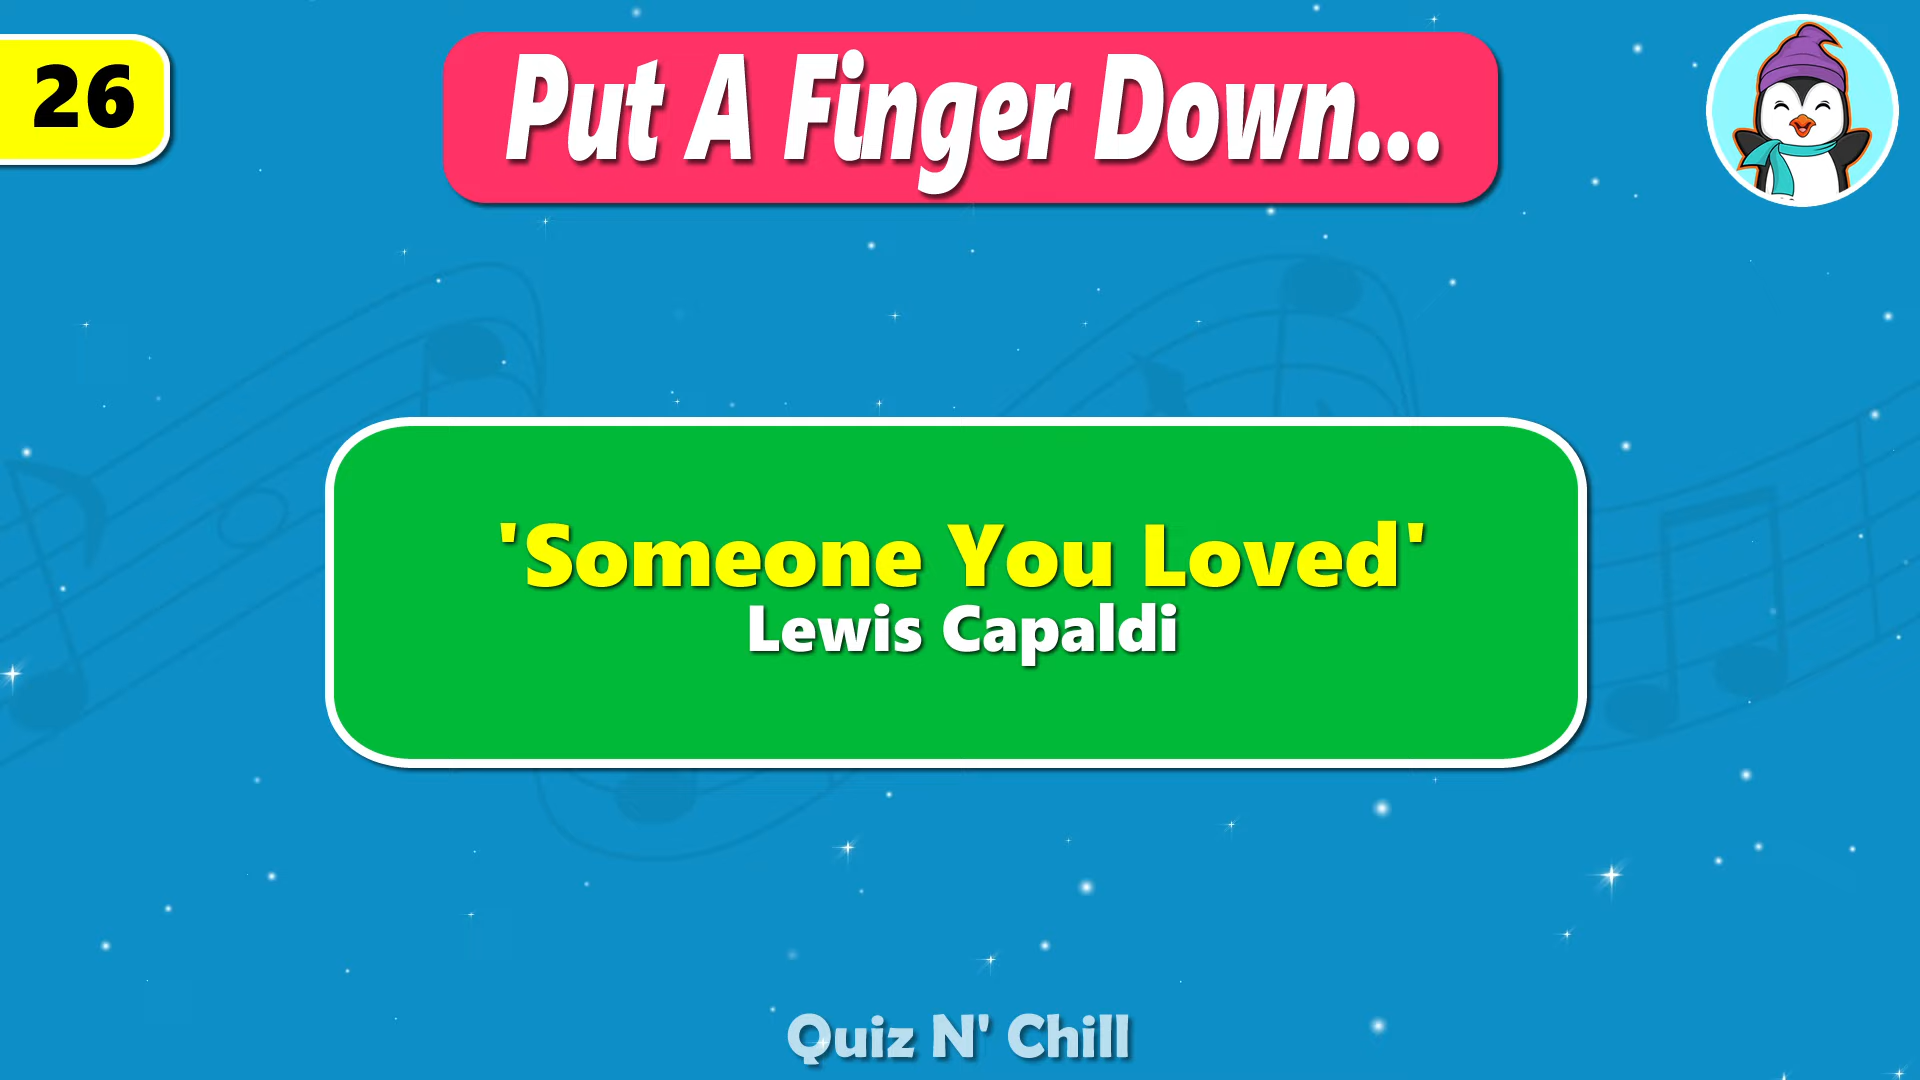 26
Put A Finger Down...
'Someone You Loved'
Lewis Capaldi
Quiz N' Chill